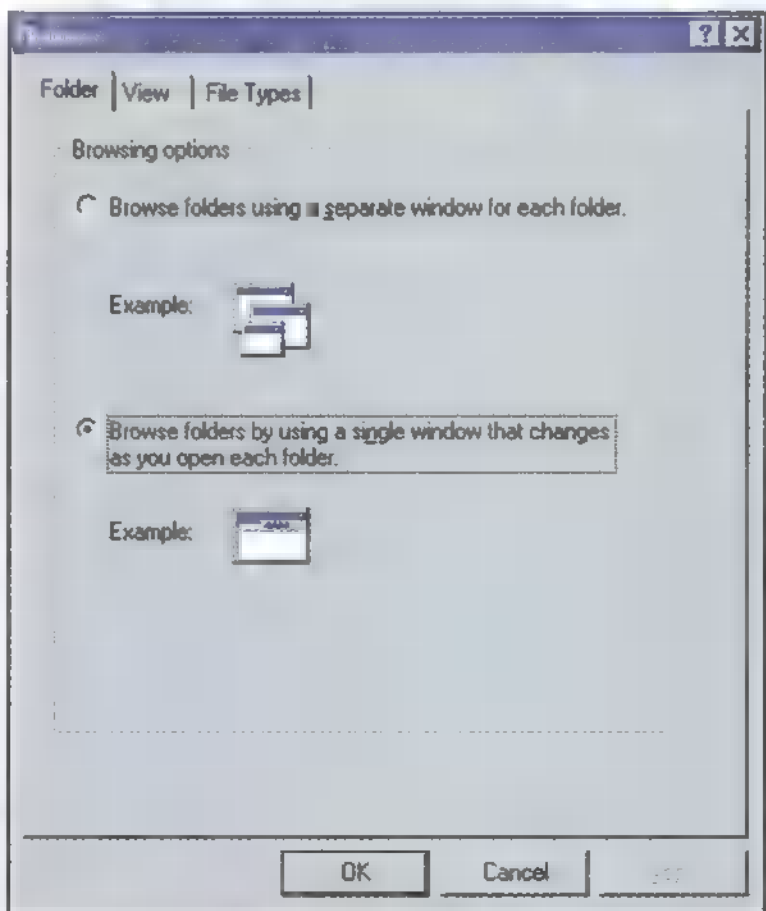 Folder View File Types
Browsing options
Browse folders using separate window for each folder.
Example:
Browse folders by using a single window that changes
as you open each folder.
Example:
OK Cancel